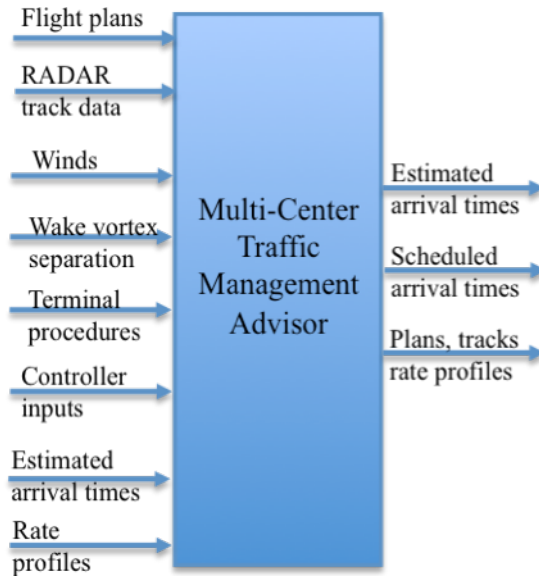 Flight plans
RADAR
track data
Winds
Wake vortex
separation
Terminal
procedures
Controller
inputs
Estimated
arrival times
Rate
profiles
Multi-Center
Traffic
Management
Advisor
Estimated
arrival times
Scheduled
arrival times
Plans, tracks
rate profiles